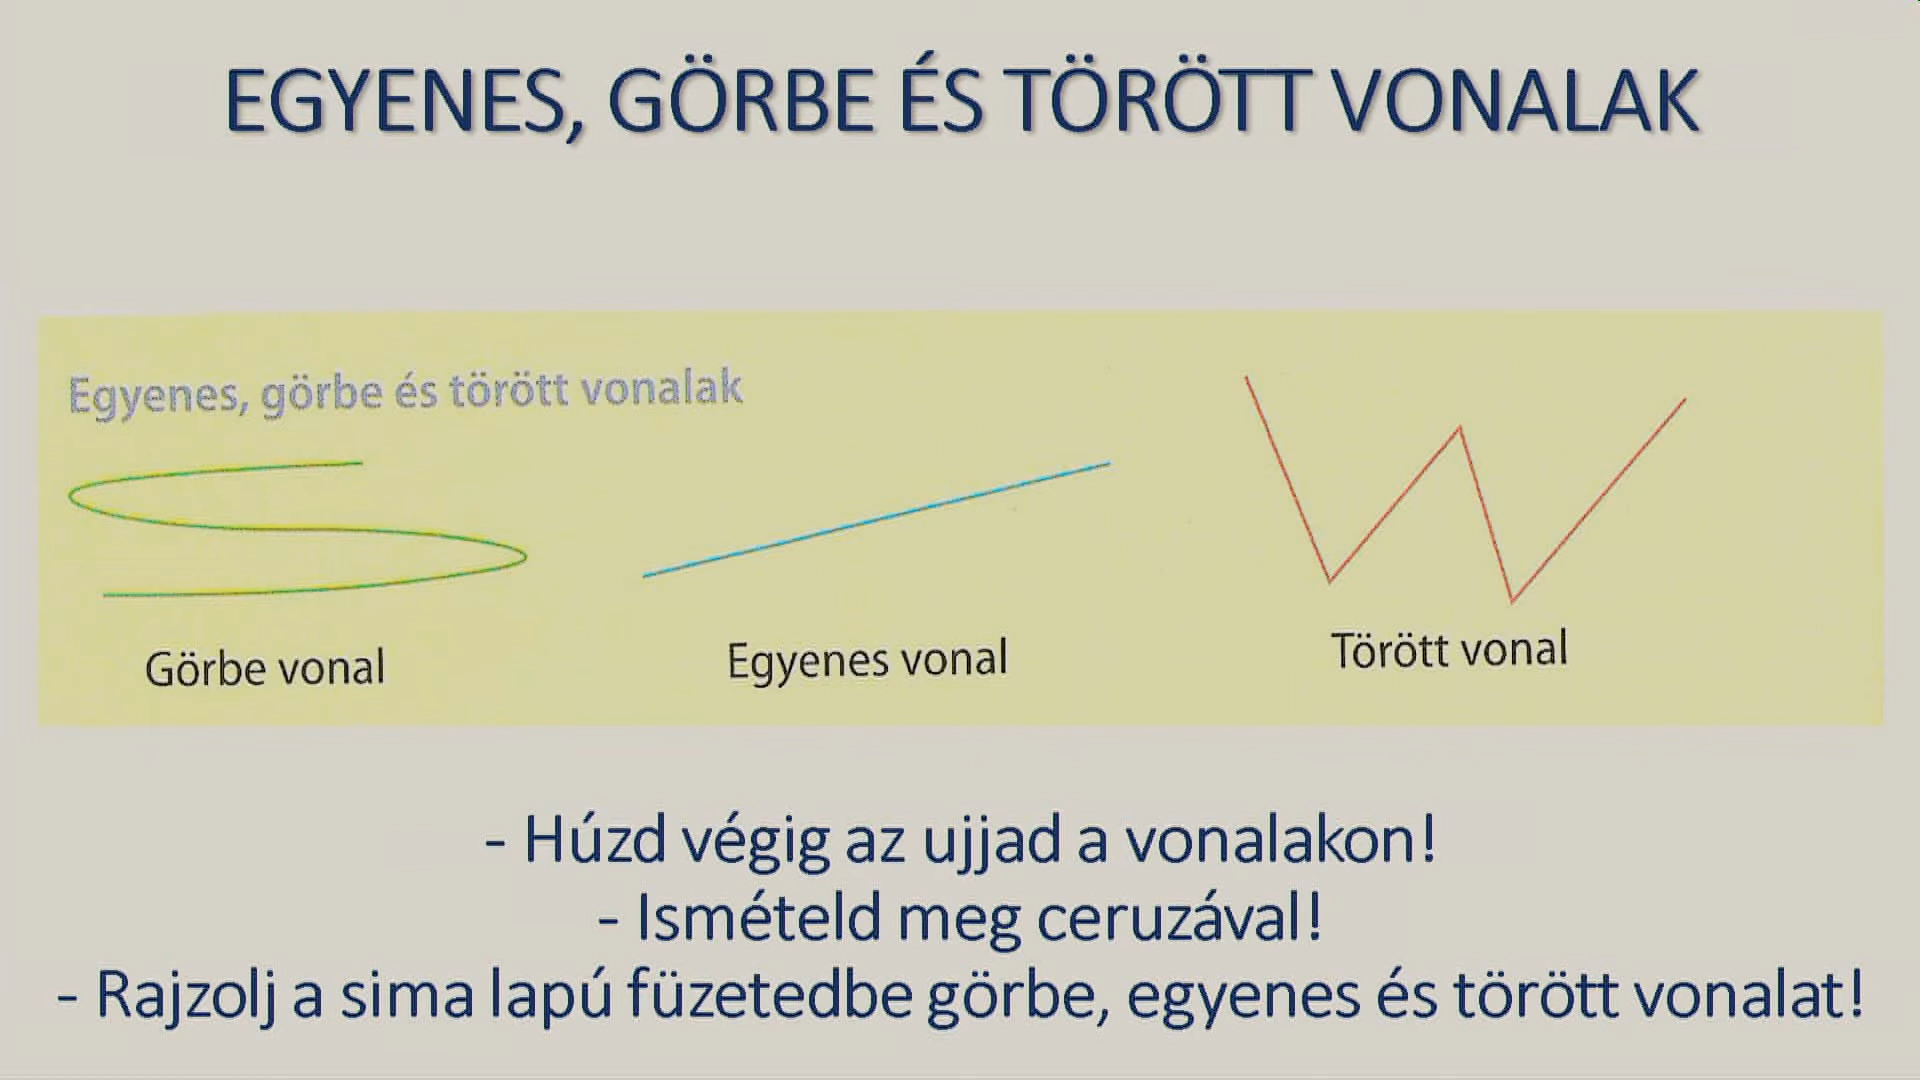 EGYENES, GÖRBE ÉS TÖRÖTT VONALAK
Egyenes, görbe és törött vonalak
Görbe vonal
Egyenes vonal
Törött vonal
- Húzd végig az ujjad a vonalakon!
- Ismételd meg ceruzával!
- Rajzolj a sima lapú füzetedbe görbe, egyenes és törött vonalat!